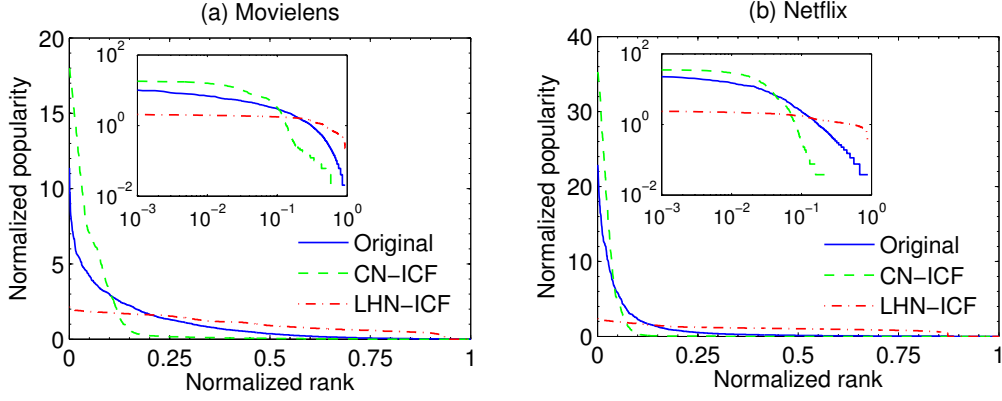 (a) Movielens
Normalized popularity
20
15
10
5
0
10^2
10^0
10^-2
10^-3
10^-2
10^-1
10^0
Original
CN−ICF
LHN−ICF
0
0.25
0.5
0.75
1
Normalized rank
(b) Netflix
Normalized popularity
40
30
20
10
0
10^2
10^0
10^-2
10^-3
10^-2
10^-1
10^0
Original
CN−ICF
LHN−ICF
0
0.25
0.5
0.75
1
Normalized rank